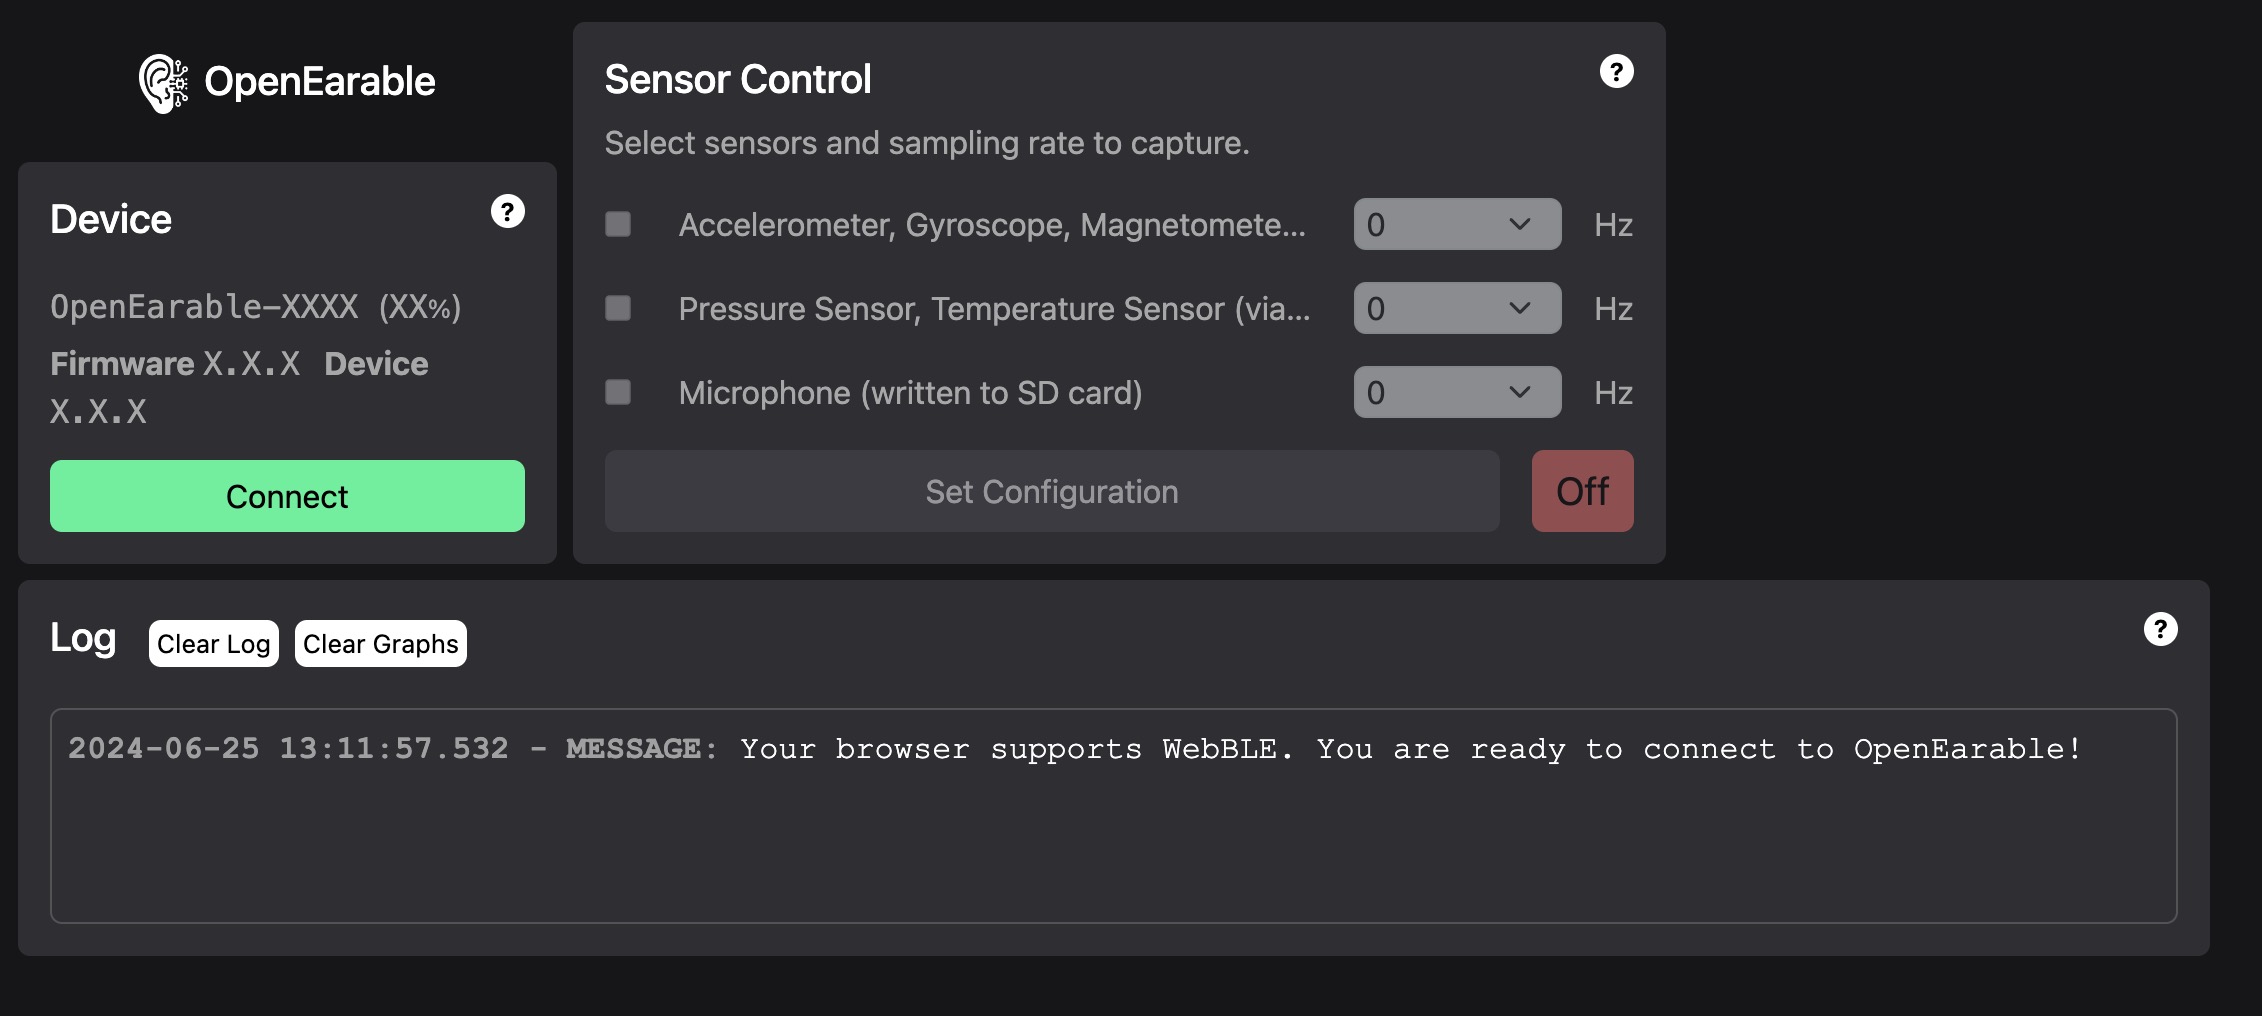 OpenEarable
Device
?
OpenEarable-XXXX (XX%)
Firmware X.X.X Device
X.X.X
Connect
Sensor Control
?
Select sensors and sampling rate to capture.
Accelerometer, Gyroscope, Magnetomete... 0 Hz
Pressure Sensor, Temperature Sensor (via... 0 Hz
Microphone (written to SD card) 0 Hz
Set Configuration
Off
Log
Clear Log
Clear Graphs
?
2024-06-25 13:11:57.532 - MESSAGE: Your browser supports WebBLE. You are ready to connect to OpenEarable!